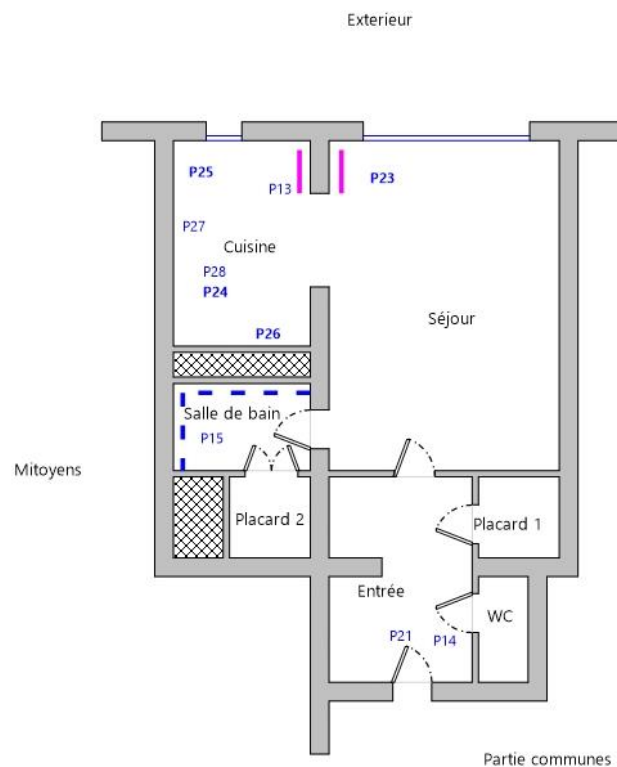 Exterieur
P25
P23
P13
P27
Cuisine
P28
P24
Séjour
P26
Salle de bain
P15
Mitoyens
Placard 2
Placard 1
Entrée
WC
P21
P14
Partie communes